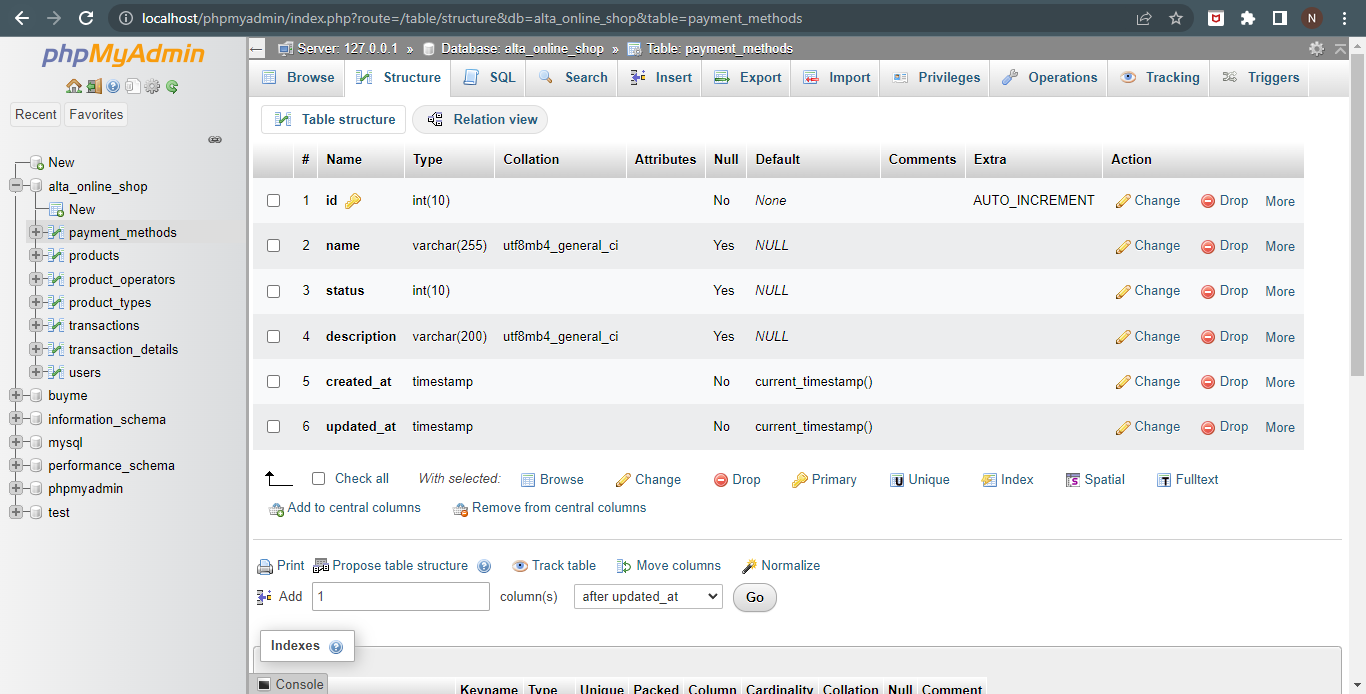 localhost/phpmyadmin/index.php?route=/table/structure&db=alta_online_shop&table=payment_methods
N
phpMyAdmin
Recent Favorites
New
alta_online_shop
New
payment_methods
products
product_operators
product_types
transactions
transaction_details
users
buyme
information_schema
mysql
performance_schema
phpmyadmin
test
Server: 127.0.0.1 » Database: alta_online_shop » Table: payment_methods
Browse Structure SQL Search Insert Export Import Privileges Operations Tracking Triggers
Table structure Relation view
# Name Type Collation Attributes Null Default Comments Extra Action
1 id int(10) No None AUTO_INCREMENT Change Drop More
2 name varchar(255) utf8mb4_general_ci Yes NULL Change Drop More
3 status int(10) Yes NULL Change Drop More
4 description varchar(200) utf8mb4_general_ci Yes NULL Change Drop More
5 created_at timestamp No current_timestamp() Change Drop More
6 updated_at timestamp No current_timestamp() Change Drop More
Check all With selected: Browse Change Drop Primary Unique Index Spatial Fulltext
Add to central columns Remove from central columns
Print Propose table structure Track table Move columns Normalize
Add 1 column(s) after updated_at Go
Indexes
Console
Keyname Type Unique Packed Column Cardinality Collation Null Comment